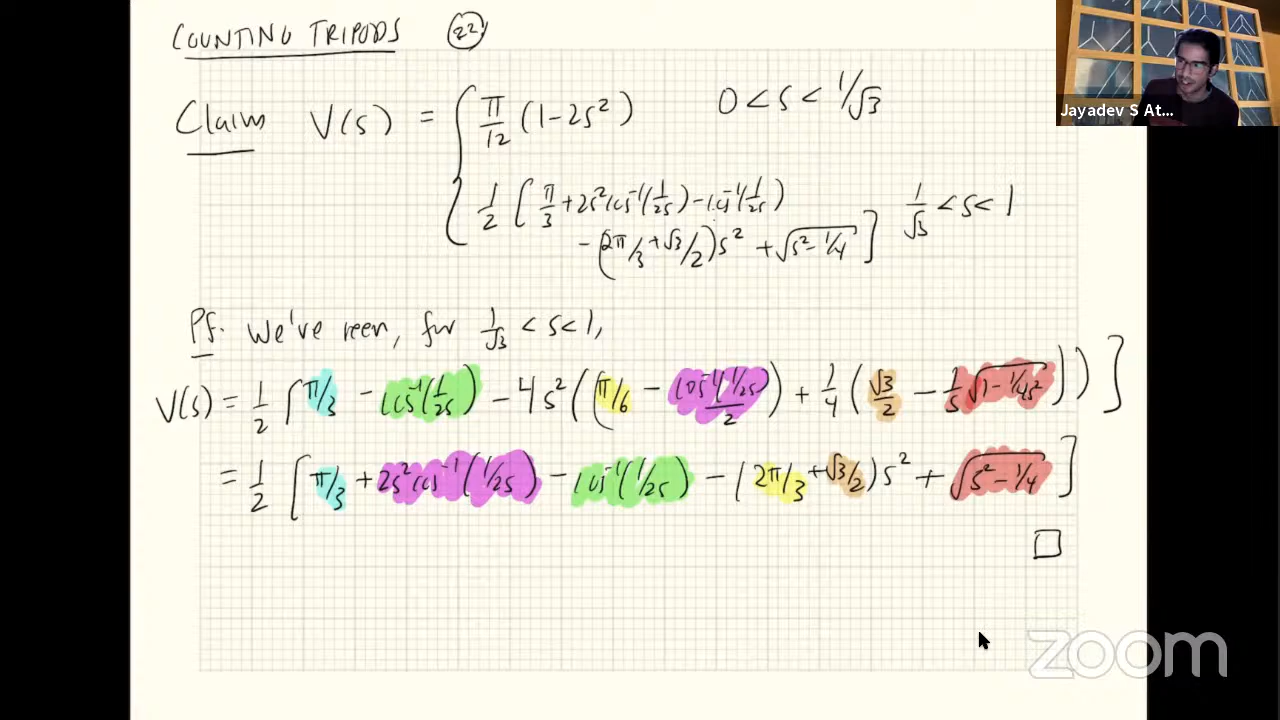 COUNTING TRIPODS 22
Jayadev S At...
Claim V(s) = { π/12 (1-2s²) 0 < s < 1/√3
1/2 [ π/3 + 2s² cos⁻¹(1/2s) - cos⁻¹(1/2s) 1/√3 < s < 1
- (2π/3 + √3/2)s² + √s² - 1/4 ]
Pf. We've seen, for 1/√3 < s < 1,
V(s) = 1/2 [ π/3 - cos⁻¹(1/2s) - 4s² ( (π/6 - cos⁻¹(1/2s)/2) + 1/4 ( √3/2 - 1/s √1 - 1/4s² ) ) ]
= 1/2 [ π/3 + 2s² cos⁻¹(1/2s) - cos⁻¹(1/2s) - (2π/3 + √3/2)s² + √s² - 1/4 ]
zoom